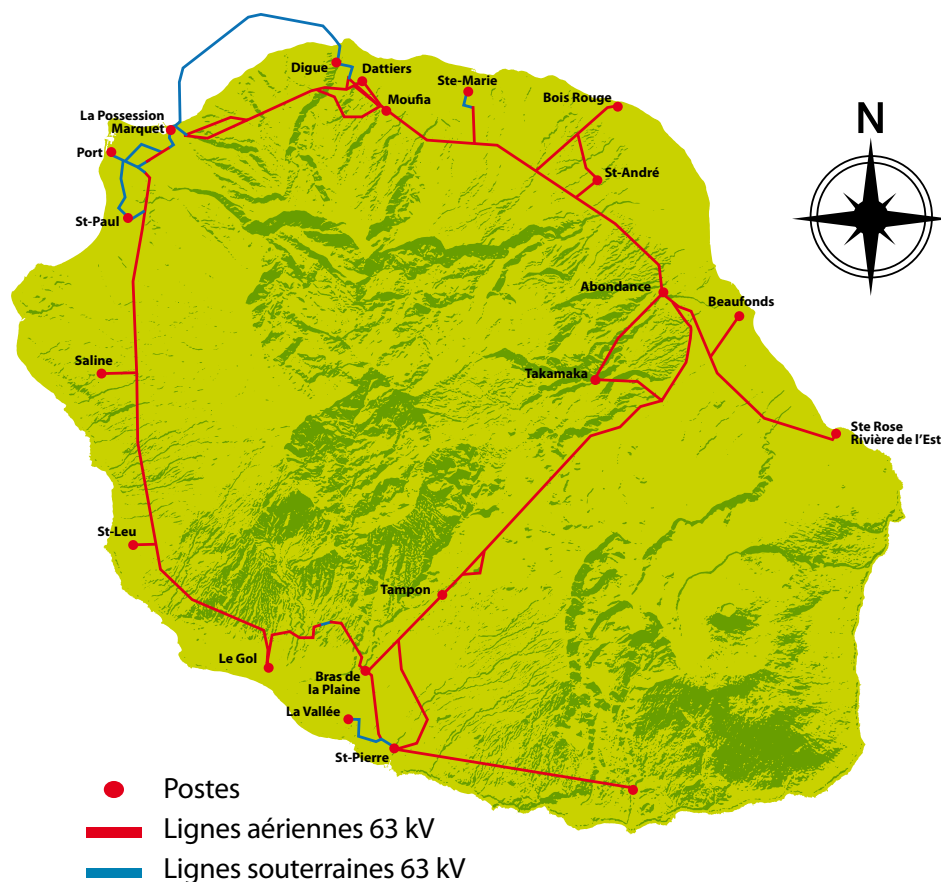 Digue
Dattiers
Ste-Marie
Moufia
Bois Rouge
La Possession
Marquet
N
Port
St-André
St-Paul
Abondance
Beaufonds
Saline
Takamaka
Ste Rose
Rivière de l'Est
St-Leu
Tampon
Le Gol
Bras de
la Plaine
La Vallée
St-Pierre
Postes
Lignes aériennes 63 kV
Lignes souterraines 63 kV